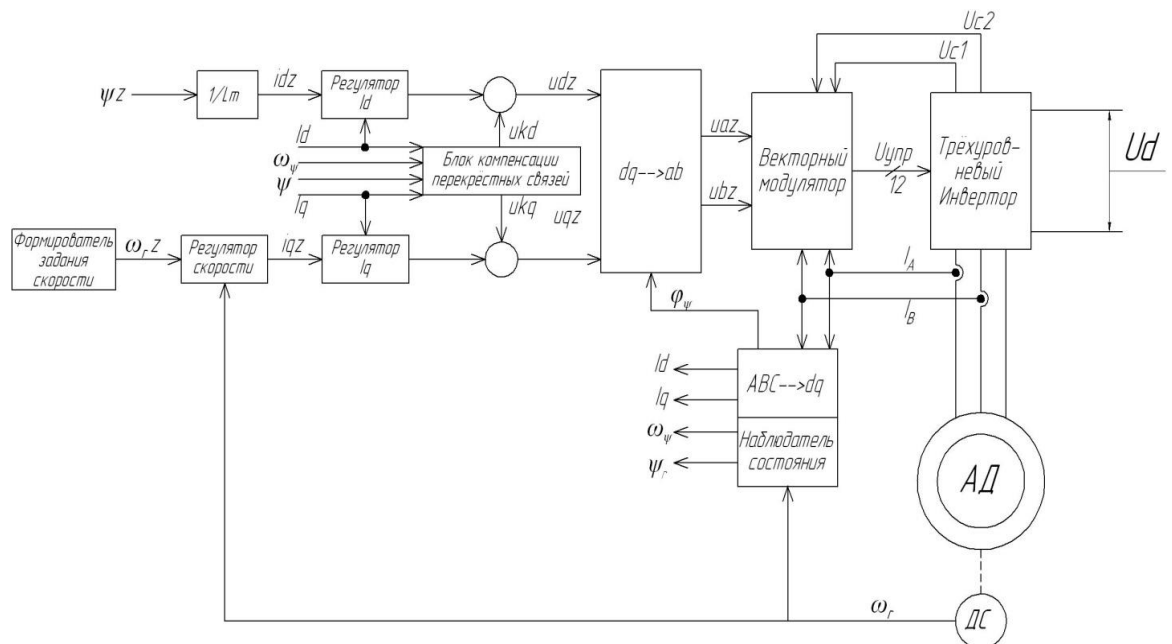 Uc2
Uc1
ψz
1/Lm
idz
Регулятор
Id
udz
ukd
Id
ωψ
ψ
Iq
Блок компенсации
перекрёстных связей
ukq
uqz
dq-->ab
uaz
ubz
Векторный
модулятор
Uупр
12
Трёхуров-
невый
Инвертор
Ud
Формирователь
задания
скорости
ωr z
Регулятор
скорости
iqz
Регулятор
Iq
IA
IB
φψ
Id
Iq
ABC-->dq
ωψ
ψr
Наблюдатель
состояния
АД
ωr
ДС